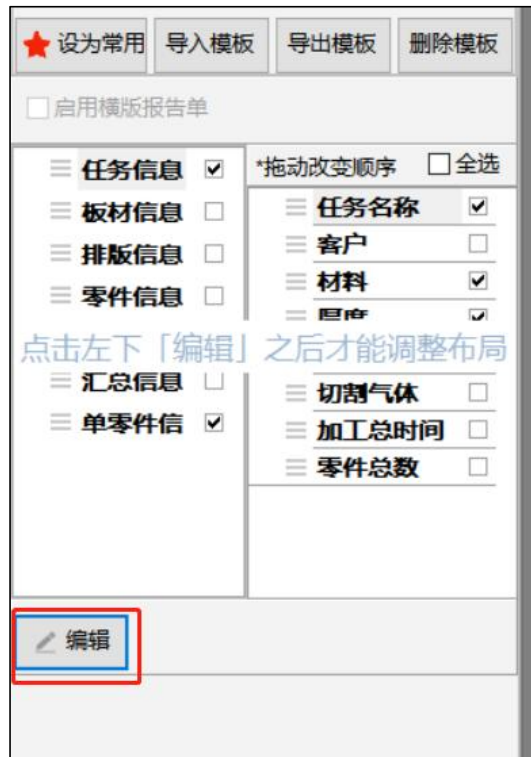 设为常用 导入模板 导出模板 删除模板
启用横版报告单
任务信息
板材信息
排版信息
零件信息
汇总信息
单零件信
*拖动改变顺序 全选
任务名称
客户
材料
厚度
切割气体
加工总时间
零件总数
点击左下「编辑」之后才能调整布局
编辑